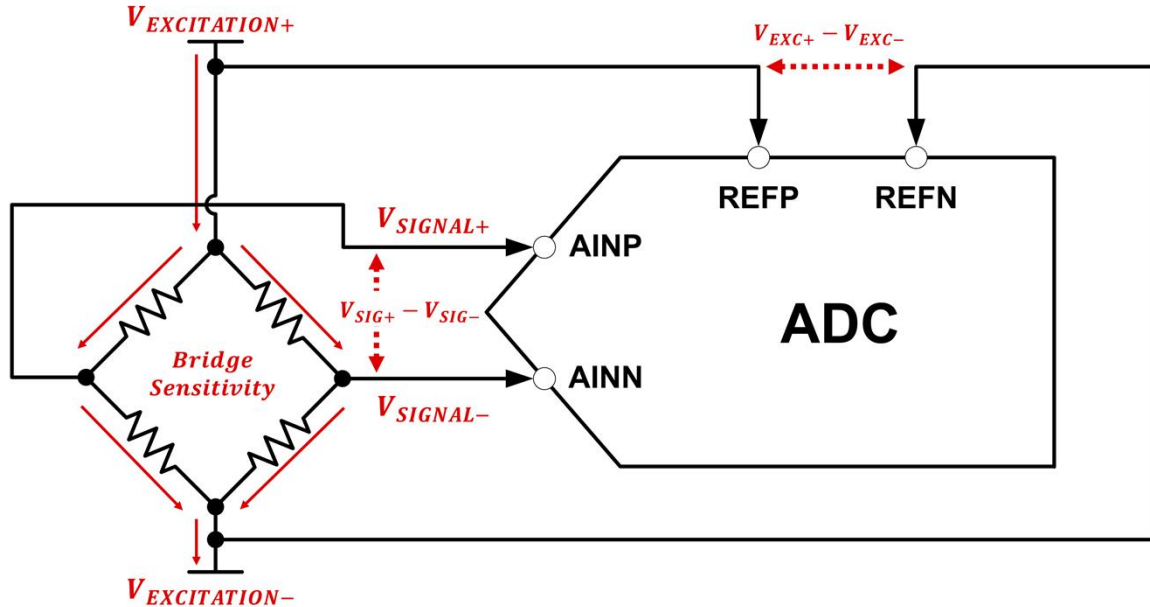 V_EXCITATION+
V_EXC+ − V_EXC−
REFP
REFN
V_SIGNAL+
AINP
V_SIG+ − V_SIG−
ADC
Bridge
Sensitivity
AINN
V_SIGNAL−
V_EXCITATION−